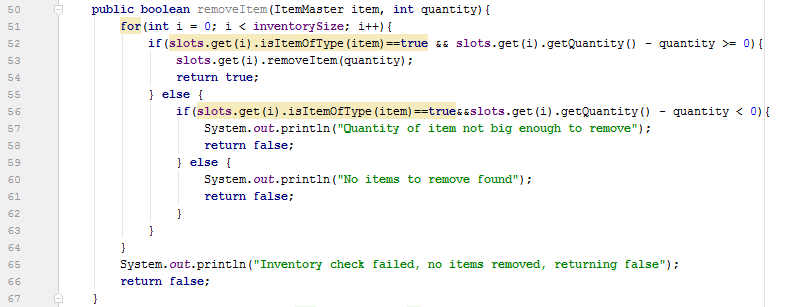 50 public boolean removeItem(ItemMaster item, int quantity){
51 for(int i = 0; i < inventorySize; i++){
52 if(slots.get(i).isItemOfType(item)==true && slots.get(i).getQuantity() - quantity >= 0){
53 slots.get(i).removeItem(quantity);
54 return true;
55 } else {
56 if(slots.get(i).isItemOfType(item)==true&&slots.get(i).getQuantity() - quantity < 0){
57 System.out.println("Quantity of item not big enough to remove");
58 return false;
59 } else {
60 System.out.println("No items to remove found");
61 return false;
62 }
63 }
64 }
65 System.out.println("Inventory check failed, no items removed, returning false");
66 return false;
67 }